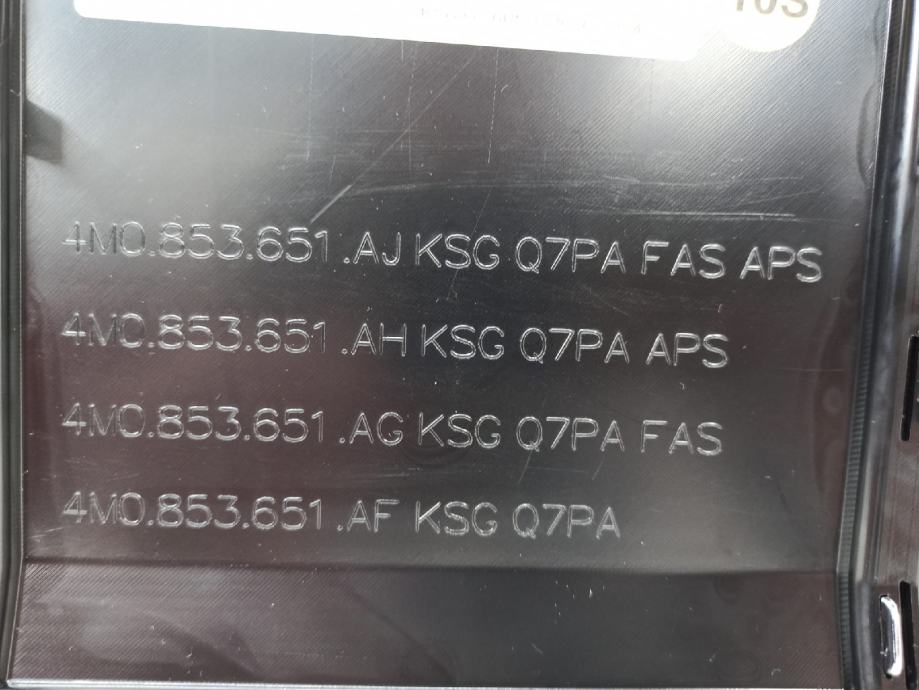 10S
4M0.853.651.AJ KSG Q7PA FAS APS
4M0.853.651.AH KSG Q7PA APS
4M0.853.651.AG KSG Q7PA FAS
4M0.853.651.AF KSG Q7PA